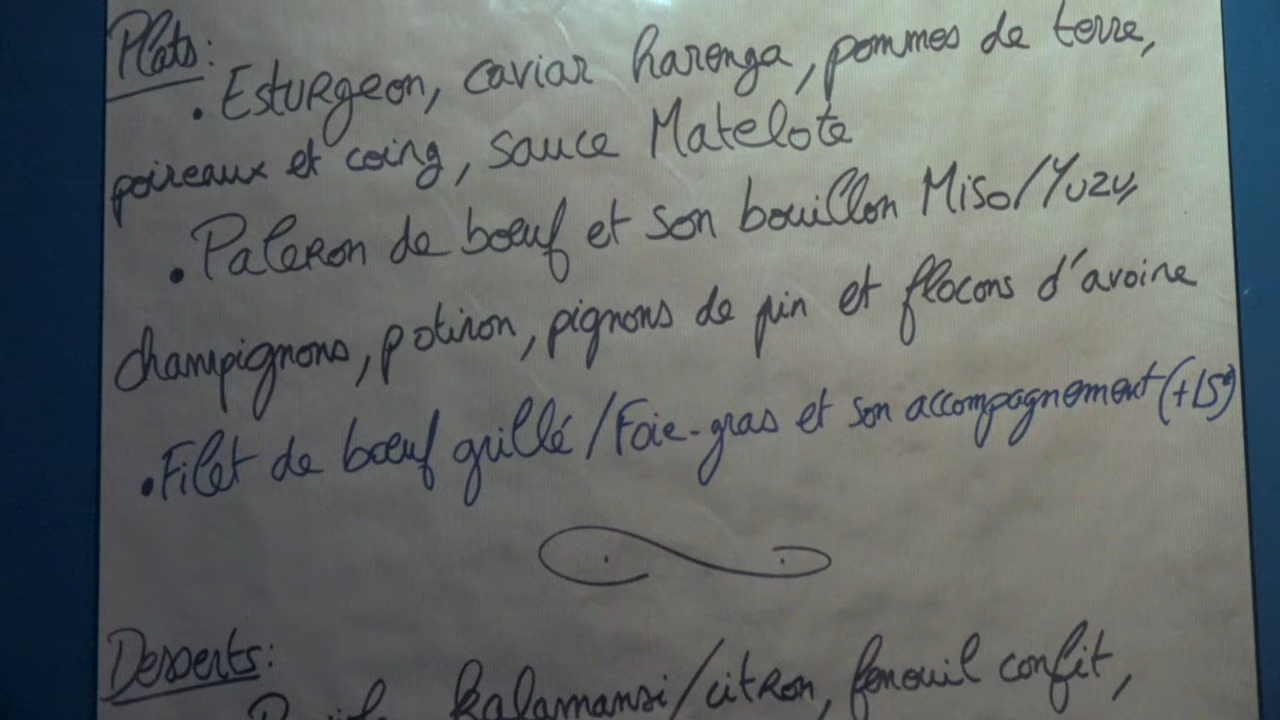 Plats:
• Esturgeon, caviar harenga, pommes de terre,
poireaux et coing, sauce Matelote
• Paleron de bœuf et son bouillon Miso/Yuzu,
champignons, potiron, pignons de pin et flocons d'avoine
• Filet de bœuf grillé/Foie-gras et son accompagnement (+15€)
Desserts:
kalamansi/citron, fenouil confit,